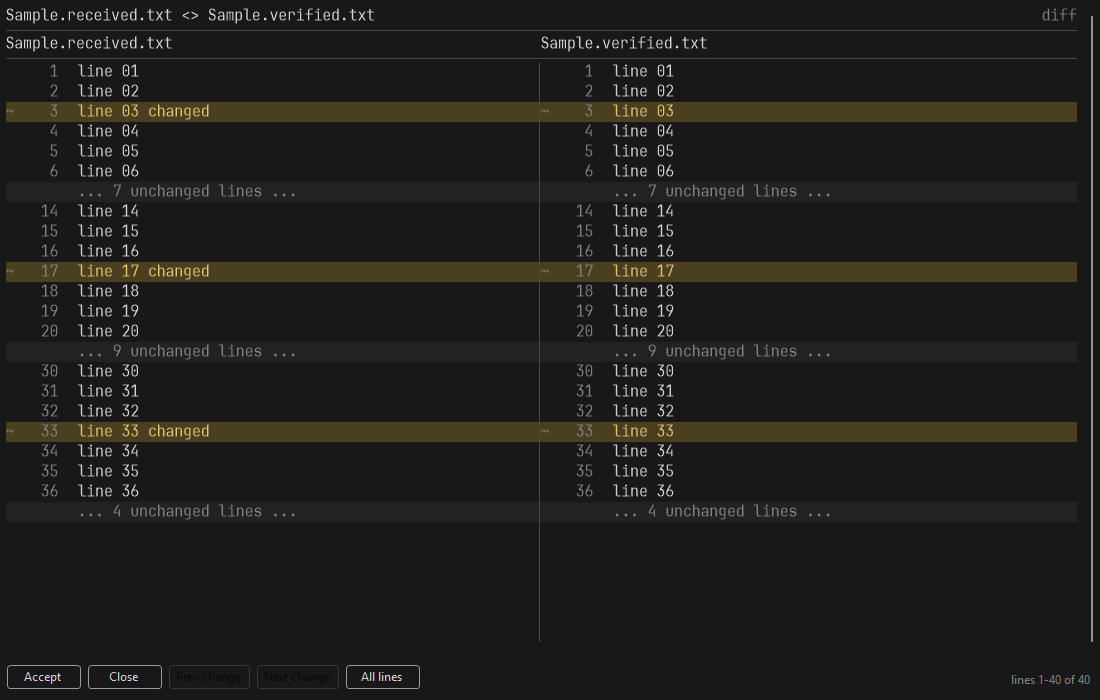 Sample.received.txt <> Sample.verified.txt diff
Sample.received.txt Sample.verified.txt
1 line 01 1 line 01
2 line 02 2 line 02
~ 3 line 03 changed ~ 3 line 03
4 line 04 4 line 04
5 line 05 5 line 05
6 line 06 6 line 06
... 7 unchanged lines ... ... 7 unchanged lines ...
14 line 14 14 line 14
15 line 15 15 line 15
16 line 16 16 line 16
~ 17 line 17 changed ~ 17 line 17
18 line 18 18 line 18
19 line 19 19 line 19
20 line 20 20 line 20
... 9 unchanged lines ... ... 9 unchanged lines ...
30 line 30 30 line 30
31 line 31 31 line 31
32 line 32 32 line 32
~ 33 line 33 changed ~ 33 line 33
34 line 34 34 line 34
35 line 35 35 line 35
36 line 36 36 line 36
... 4 unchanged lines ... ... 4 unchanged lines ...
Accept Close Prev change Next change All lines lines 1-40 of 40